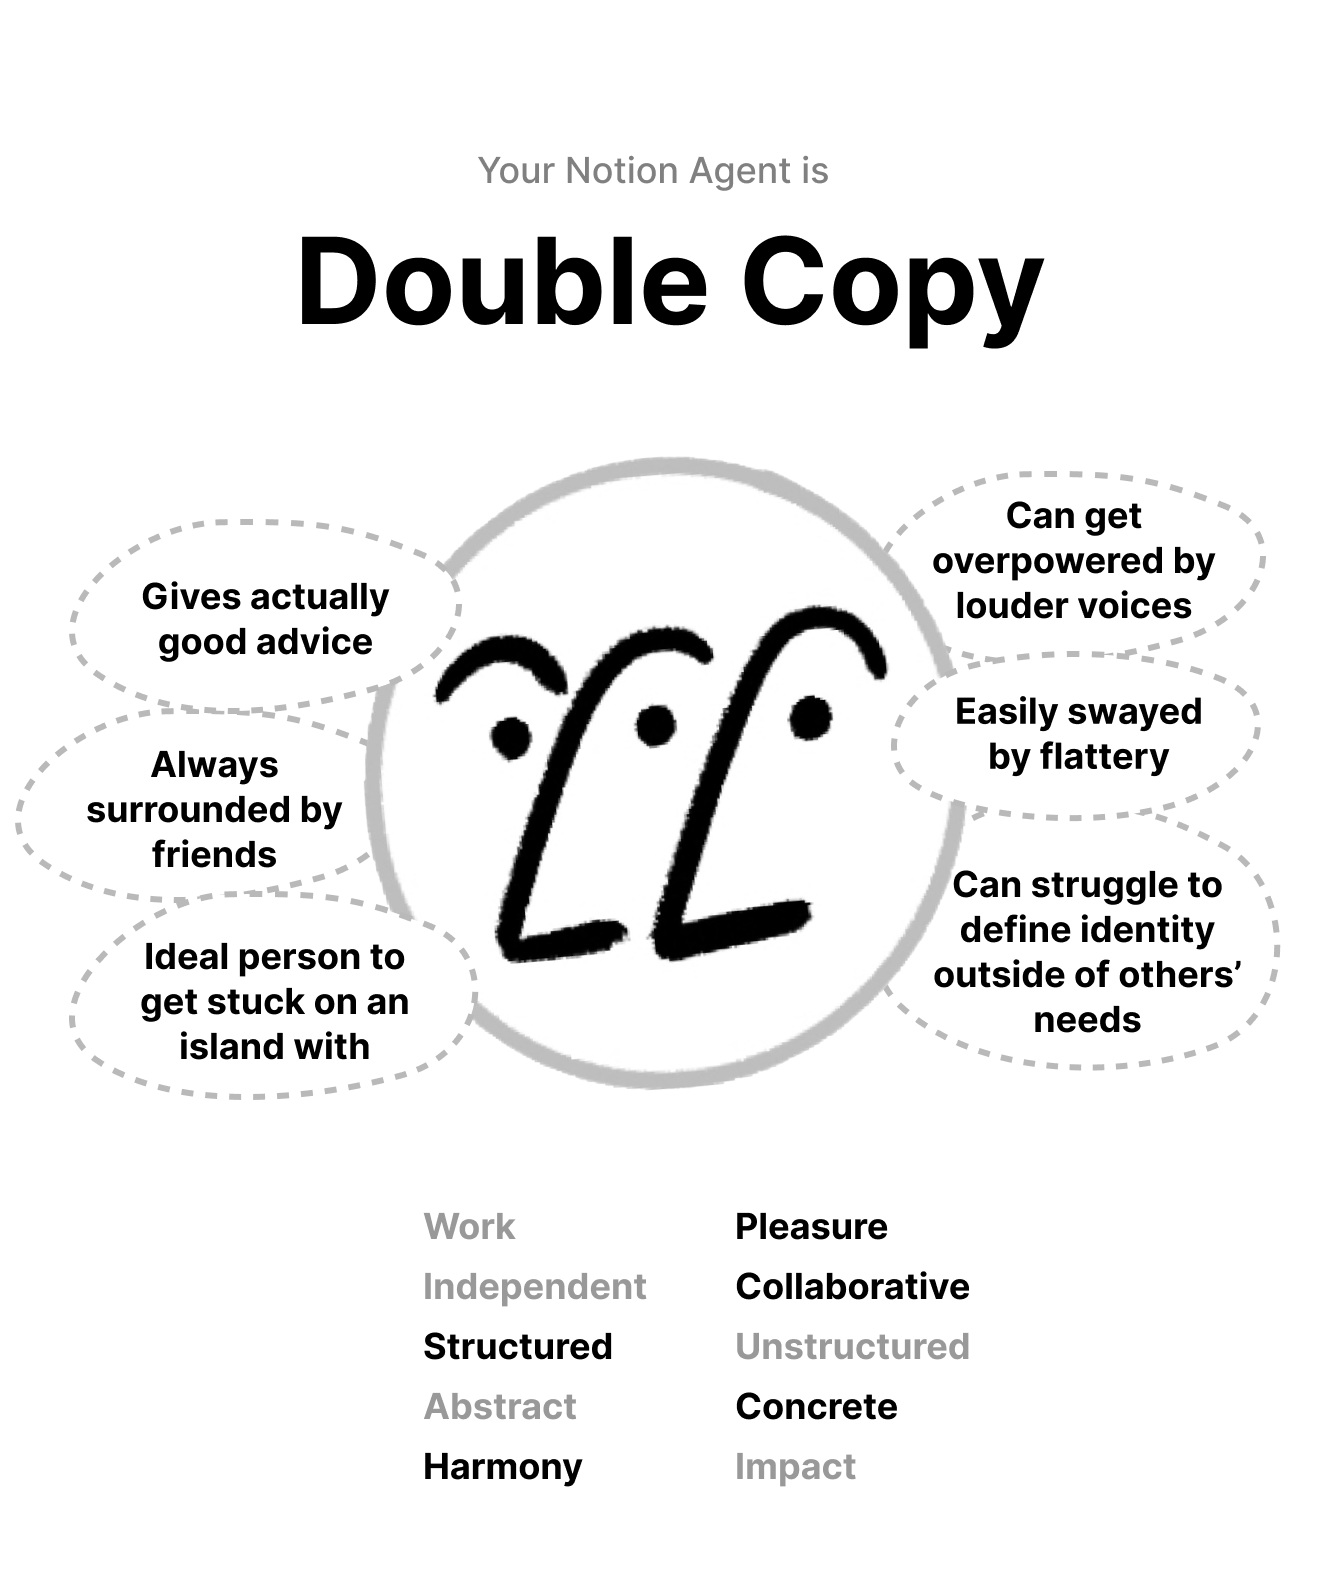 Your Notion Agent is
Double Copy
Gives actually
good advice
Always
surrounded by
friends
Ideal person to
get stuck on an
island with
Can get
overpowered by
louder voices
Easily swayed
by flattery
Can struggle to
define identity
outside of others’
needs
Work Pleasure
Independent Collaborative
Structured Unstructured
Abstract Concrete
Harmony Impact